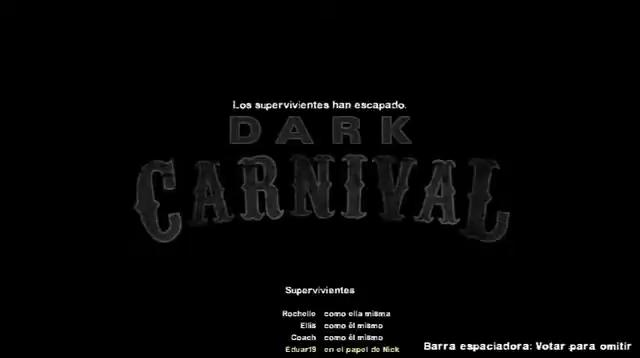 Los supervivientes han escapado.
DARK
CARNIVAL
Supervivientes
Rochelle como ella misma
Ellis como él mismo
Coach como él mismo
Eduar19 en el papel de Nick
Barra espaciadora: Votar para omitir